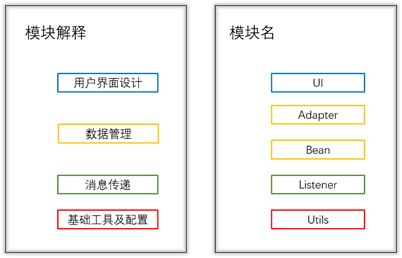 模块解释
用户界面设计
数据管理
消息传递
基础工具及配置
模块名
UI
Adapter
Bean
Listener
Utils